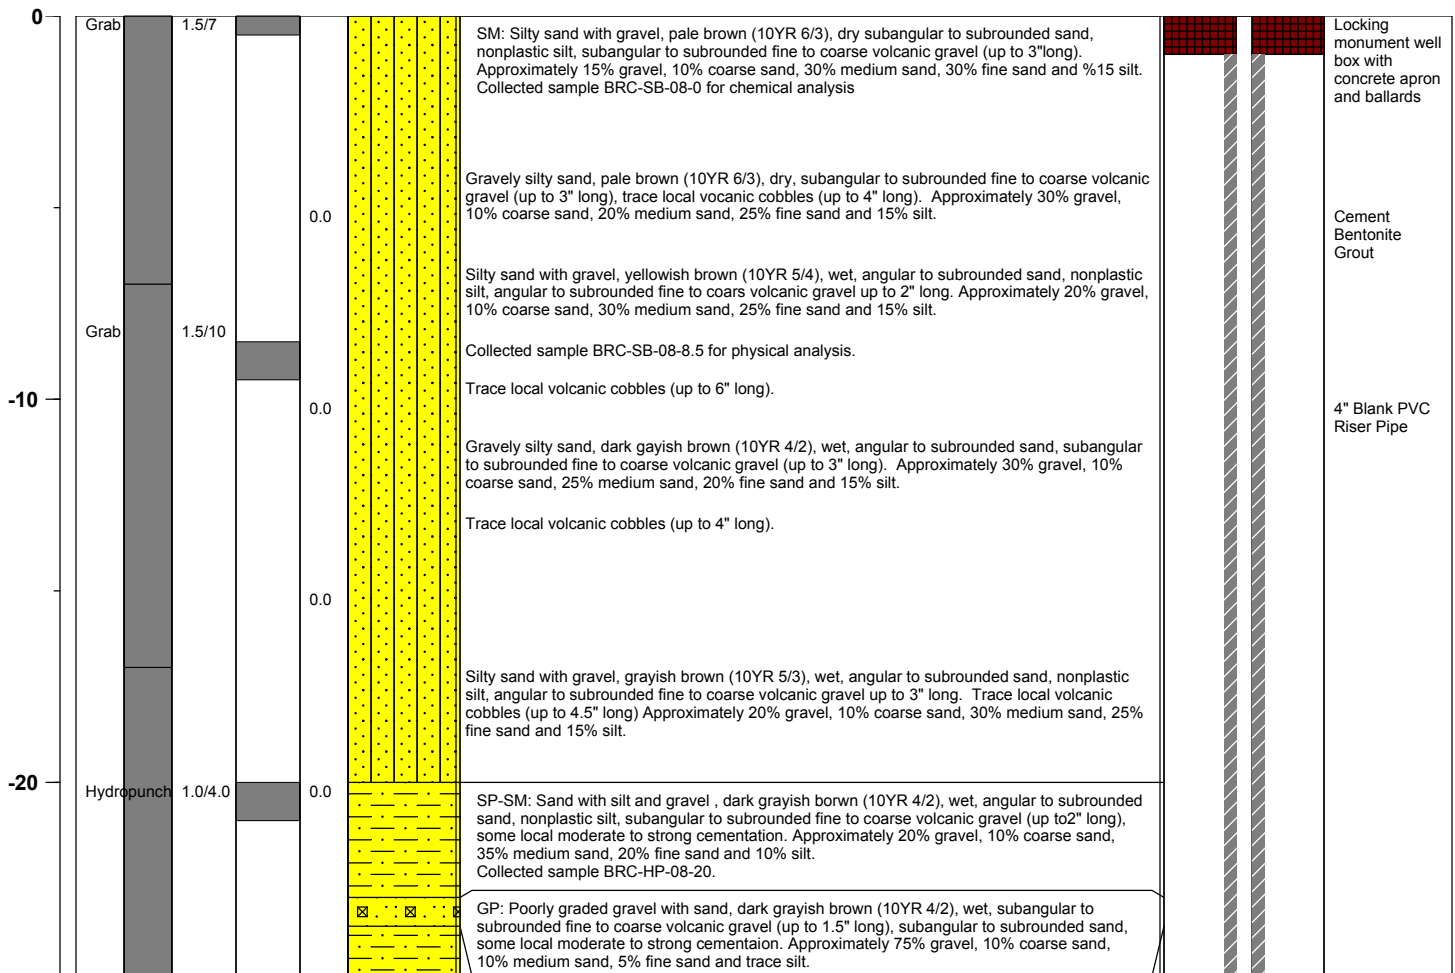 0
Grab
1.5/7
SM: Silty sand with gravel, pale brown (10YR 6/3), dry subangular to subrounded sand,
nonplastic silt, subangular to subrounded fine to coarse volcanic gravel (up to 3"long).
Approximately 15% gravel, 10% coarse sand, 30% medium sand, 30% fine sand and %15 silt.
Collected sample BRC-SB-08-0 for chemical analysis
Locking
monument well
box with
concrete apron
and ballards
Gravely silty sand, pale brown (10YR 6/3), dry, subangular to subrounded fine to coarse volcanic
gravel (up to 3" long), trace local vocanic cobbles (up to 4" long).  Approximately 30% gravel,
10% coarse sand, 20% medium sand, 25% fine sand and 15% silt.
0.0
Cement
Bentonite
Grout
Silty sand with gravel, yellowish brown (10YR 5/4), wet, angular to subrounded sand, nonplastic
silt, angular to subrounded fine to coars volcanic gravel up to 2" long. Approximately 20% gravel,
10% coarse sand, 30% medium sand, 25% fine sand and 15% silt.
Grab
1.5/10
Collected sample BRC-SB-08-8.5 for physical analysis.
Trace local volcanic cobbles (up to 6" long).
-10
0.0
4" Blank PVC
Riser Pipe
Gravely silty sand, dark gayish brown (10YR 4/2), wet, angular to subrounded sand, subangular
to subrounded fine to coarse volcanic gravel (up to 3" long).  Approximately 30% gravel, 10%
coarse sand, 25% medium sand, 20% fine sand and 15% silt.
Trace local volcanic cobbles (up to 4" long).
0.0
Silty sand with gravel, grayish brown (10YR 5/3), wet, angular to subrounded sand, nonplastic
silt, angular to subrounded fine to coarse volcanic gravel up to 3" long.  Trace local volcanic
cobbles (up to 4.5" long) Approximately 20% gravel, 10% coarse sand, 30% medium sand, 25%
fine sand and 15% silt.
-20
Hydropunch
1.0/4.0
0.0
SP-SM: Sand with silt and gravel , dark grayish borwn (10YR 4/2), wet, angular to subrounded
sand, nonplastic silt, subangular to subrounded fine to coarse volcanic gravel (up to2" long),
some local moderate to strong cementation. Approximately 20% gravel, 10% coarse sand,
35% medium sand, 20% fine sand and 10% silt.
Collected sample BRC-HP-08-20.
GP: Poorly graded gravel with sand, dark grayish brown (10YR 4/2), wet, subangular to
subrounded fine to coarse volcanic gravel (up to 1.5" long), subangular to subrounded sand,
some local moderate to strong cementaion. Approximately 75% gravel, 10% coarse sand,
10% medium sand, 5% fine sand and trace silt.